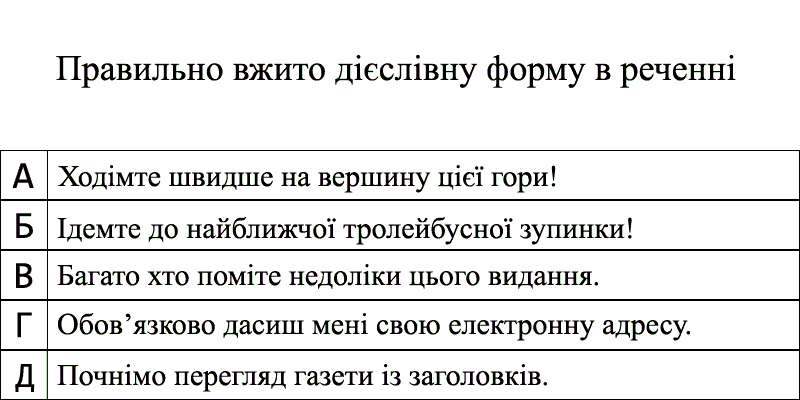 Правильно вжито дієслівну форму в реченні
А Ходімте швидше на вершину цієї гори!
Б Ідемте до найближчої тролейбусної зупинки!
В Багато хто поміте недоліки цього видання.
Г Обов’язково дасиш мені свою електронну адресу.
Д Почнімо перегляд газети із заголовків.